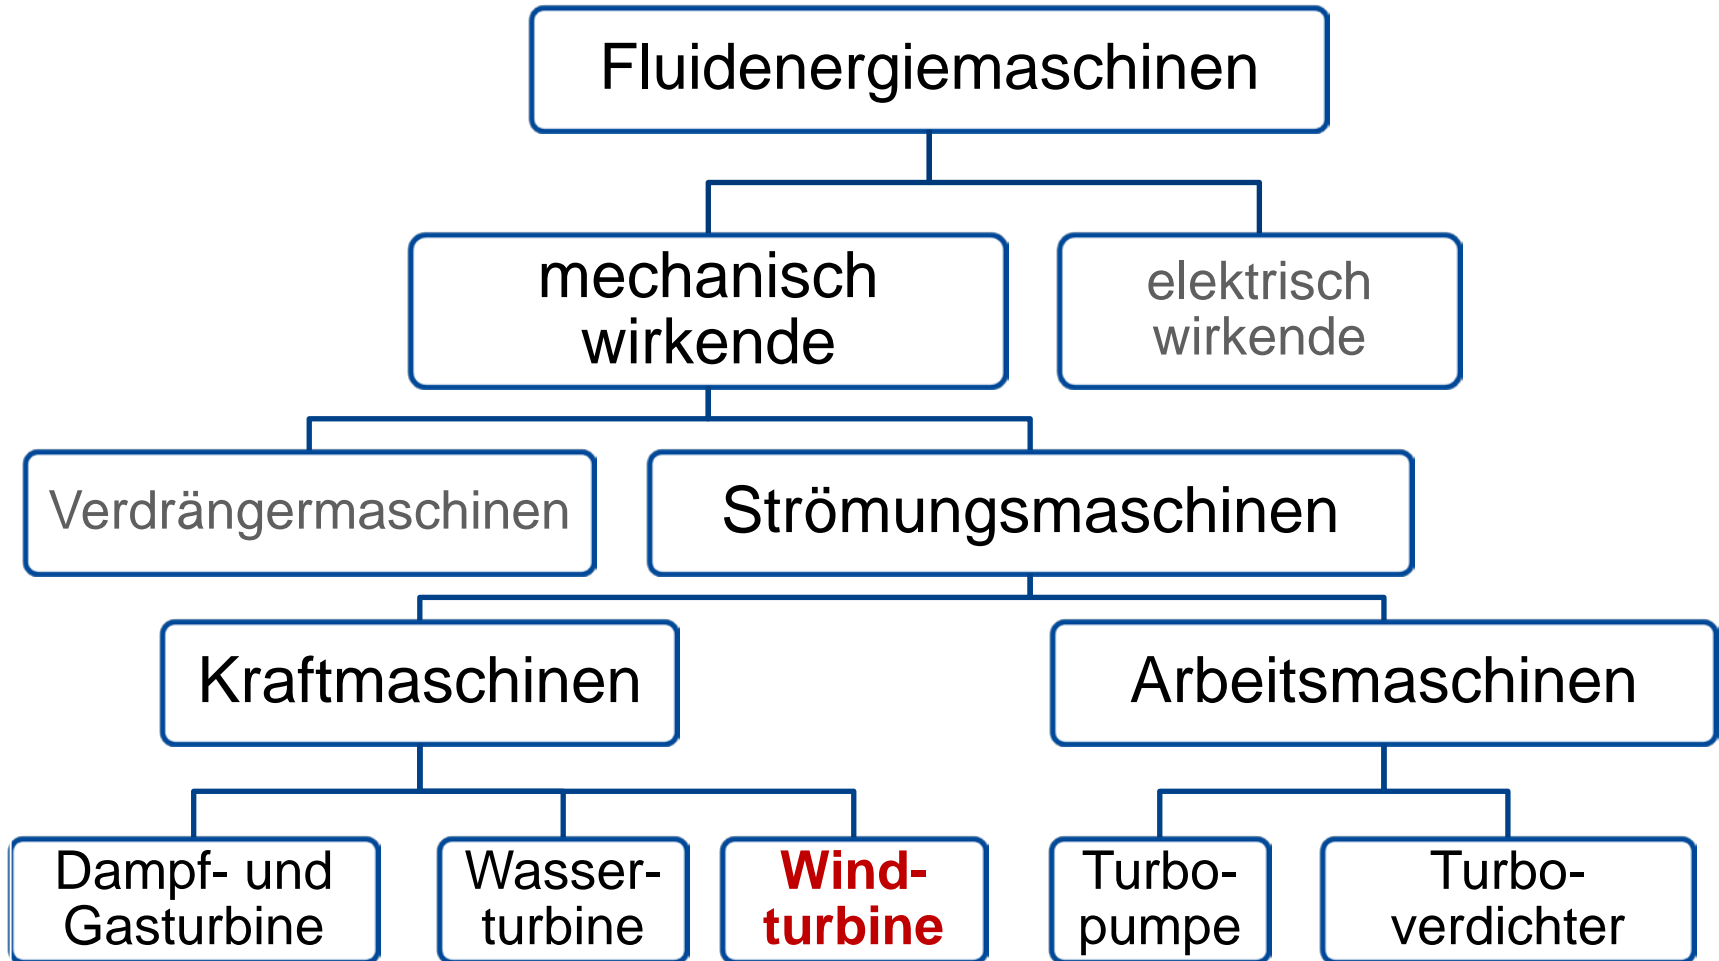 Fluidenergiemaschinen
mechanisch
wirkende
elektrisch
wirkende
Verdrängermaschinen
Strömungsmaschinen
Kraftmaschinen
Arbeitsmaschinen
Dampf- und
Gasturbine
Wasser-
turbine
Wind-
turbine
Turbo-
pumpe
Turbo-
verdichter